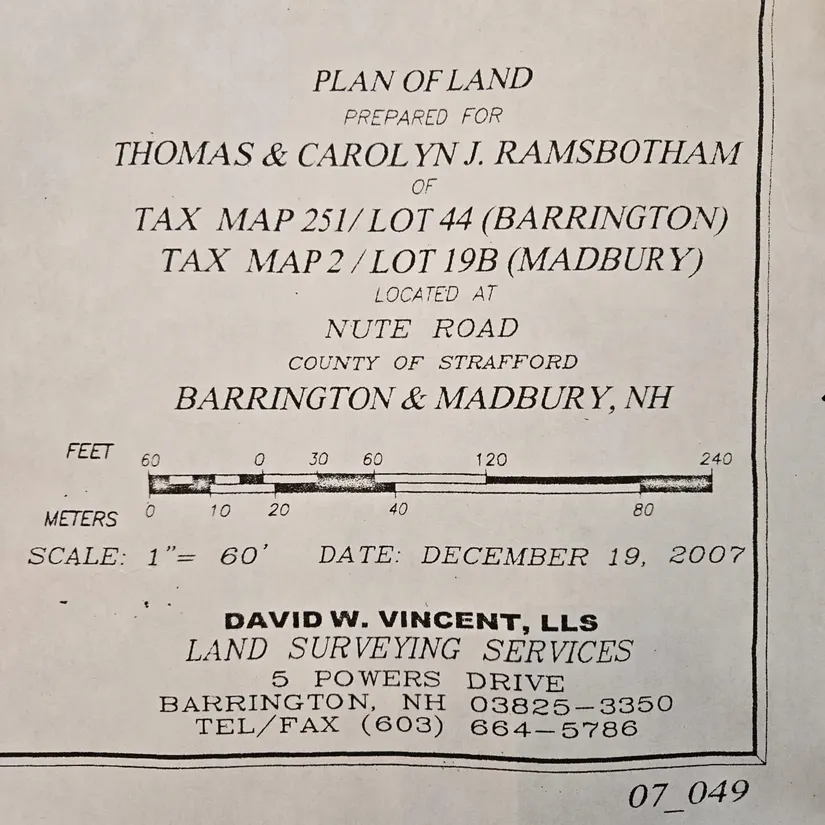 PLAN OF LAND
PREPARED FOR
THOMAS & CAROLYN J. RAMSBOTHAM
OF
TAX MAP 251/ LOT 44 (BARRINGTON)
TAX MAP 2 / LOT 19B (MADBURY)
LOCATED AT
NUTE ROAD
COUNTY OF STRAFFORD
BARRINGTON & MADBURY, NH
FEET 60 0 30 60 120 240
METERS 0 10 20 40 80
SCALE: 1"= 60' DATE: DECEMBER 19, 2007
DAVID W. VINCENT, LLS
LAND SURVEYING SERVICES
5 POWERS DRIVE
BARRINGTON, NH 03825-3350
TEL/FAX (603) 664-5786
07_049